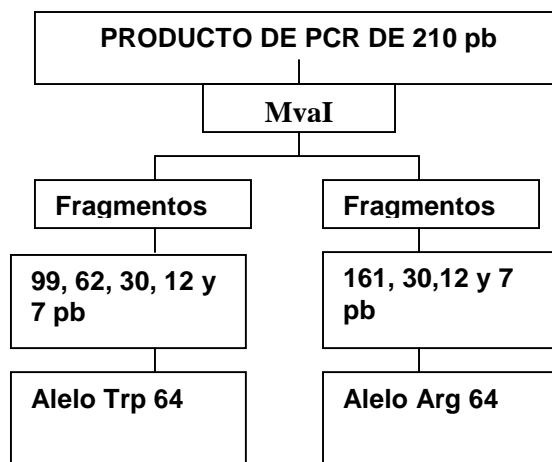 PRODUCTO DE PCR DE 210 pb
MvaI
Fragmentos
Fragmentos
99, 62, 30, 12 y
7 pb
161, 30,12 y 7
pb
Alelo Trp 64
Alelo Arg 64